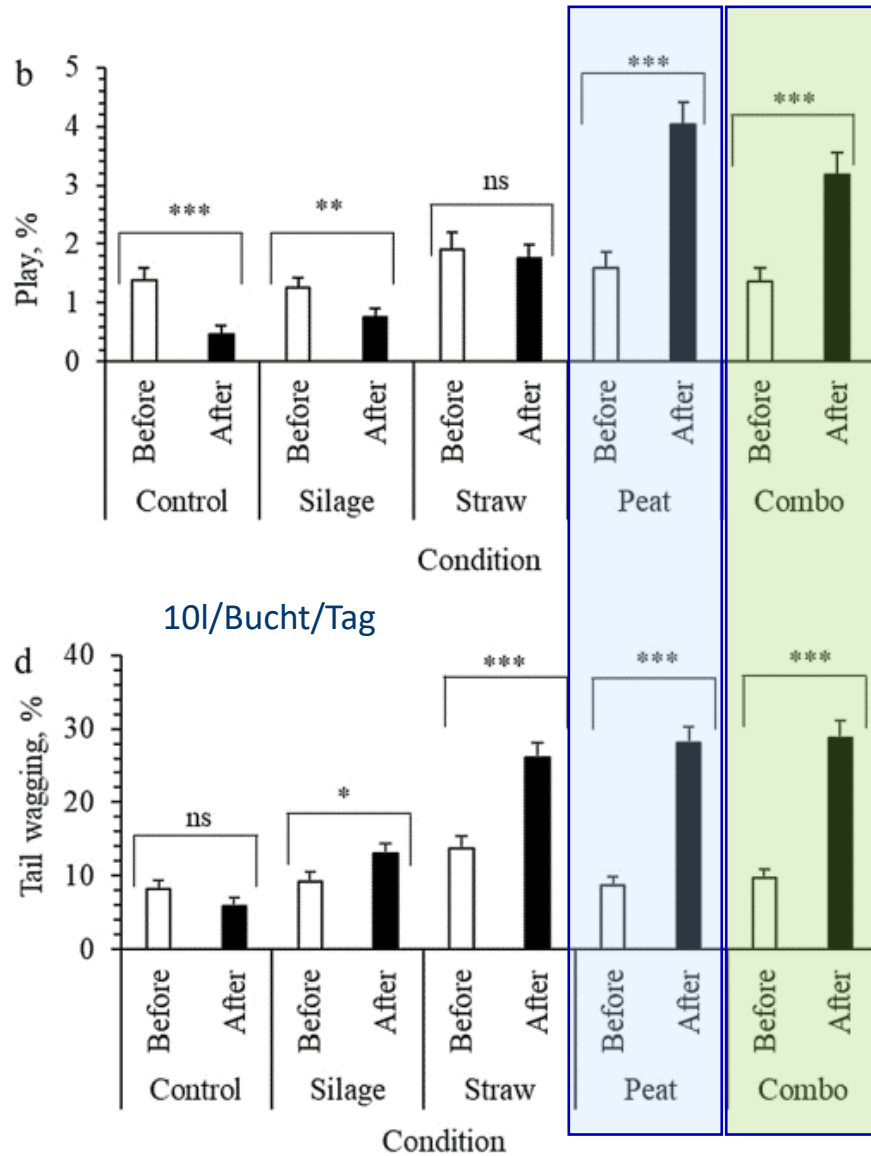 b
Play, %
5
4
3
2
1
0
***
**
ns
***
***
Before After Before After Before After Before After Before After
Control Silage Straw Peat Combo
Condition
10l/Bucht/Tag
d
Tail wagging, %
40
30
20
10
0
ns
*
***
***
***
Before After Before After Before After Before After Before After
Control Silage Straw Peat Combo
Condition